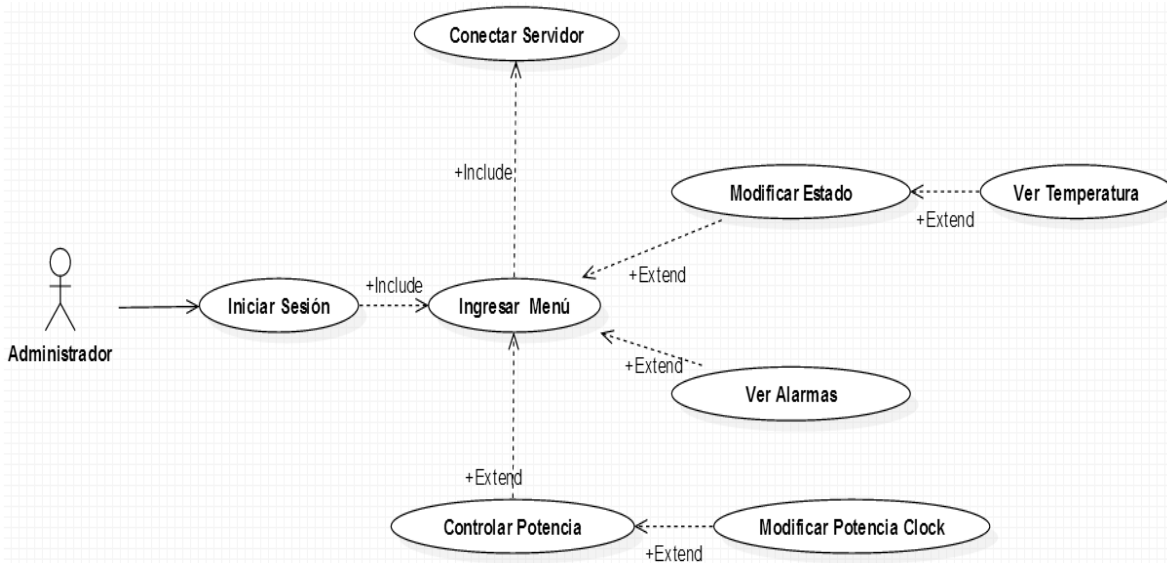 Conectar Servidor
+Include
Modificar Estado
Ver Temperatura
+Extend
+Extend
+Include
Iniciar Sesión
Ingresar Menú
Administrador
+Extend
Ver Alarmas
+Extend
Controlar Potencia
Modificar Potencia Clock
+Extend